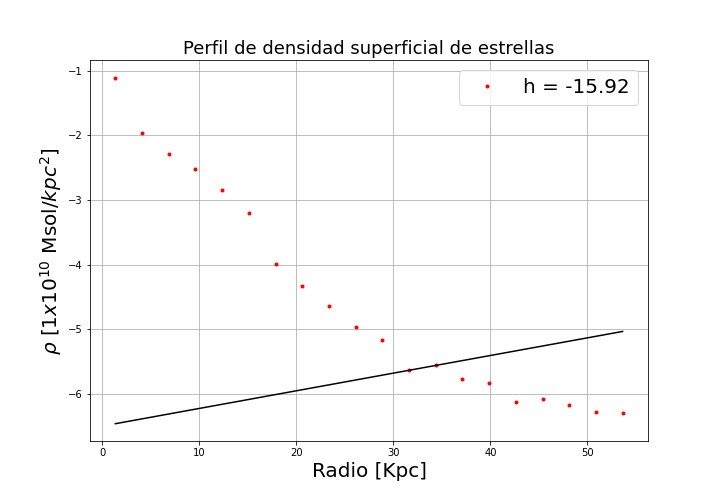 Perfil de densidad superficial de estrellas
h = -15.92
ρ [1x10¹⁰ Msol/kpc²]
−1
−2
−3
−4
−5
−6
0 10 20 30 40 50
Radio [Kpc]